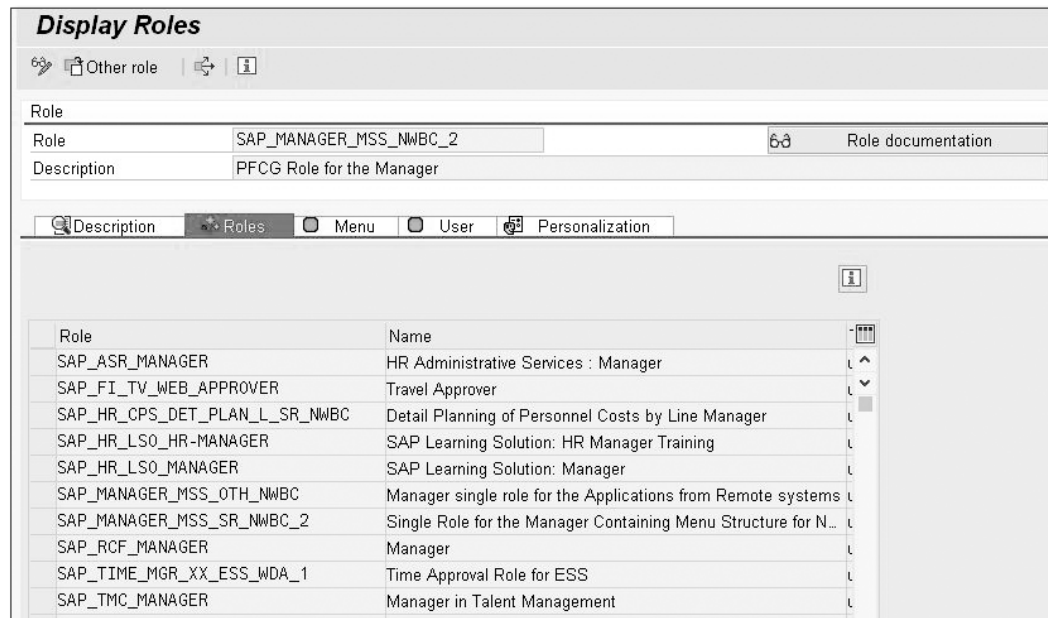 Display Roles
Other role
Role
Role SAP_MANAGER_MSS_NWBC_2 Role documentation
Description PFCG Role for the Manager
Description Roles Menu User Personalization
Role Name
SAP_ASR_MANAGER HR Administrative Services : Manager
SAP_FI_TV_WEB_APPROVER Travel Approver
SAP_HR_CPS_DET_PLAN_L_SR_NWBC Detail Planning of Personnel Costs by Line Manager
SAP_HR_LSO_HR-MANAGER SAP Learning Solution: HR Manager Training
SAP_HR_LSO_MANAGER SAP Learning Solution: Manager
SAP_MANAGER_MSS_OTH_NWBC Manager single role for the Applications from Remote systems
SAP_MANAGER_MSS_SR_NWBC_2 Single Role for the Manager Containing Menu Structure for N...
SAP_RCF_MANAGER Manager
SAP_TIME_MGR_XX_ESS_WDA_1 Time Approval Role for ESS
SAP_TMC_MANAGER Manager in Talent Management